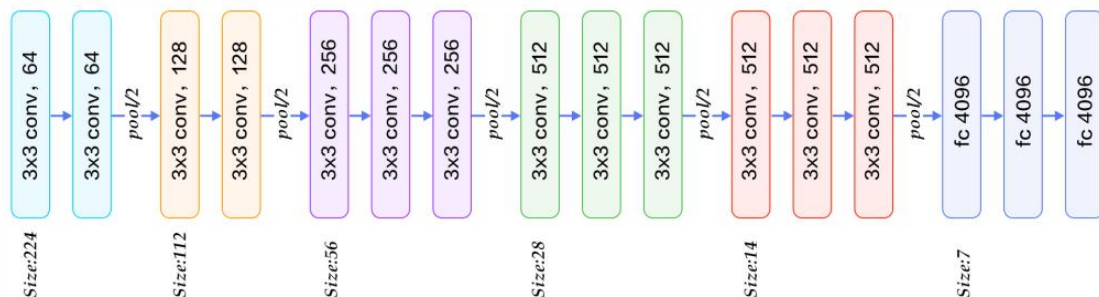 3x3 conv, 64
3x3 conv, 64
pool/2
3x3 conv, 128
3x3 conv, 128
pool/2
3x3 conv, 256
3x3 conv, 256
3x3 conv, 256
pool/2
3x3 conv, 512
3x3 conv, 512
3x3 conv, 512
pool/2
3x3 conv, 512
3x3 conv, 512
3x3 conv, 512
pool/2
fc 4096
fc 4096
fc 4096
Size:224
Size:112
Size:56
Size:28
Size:14
Size:7